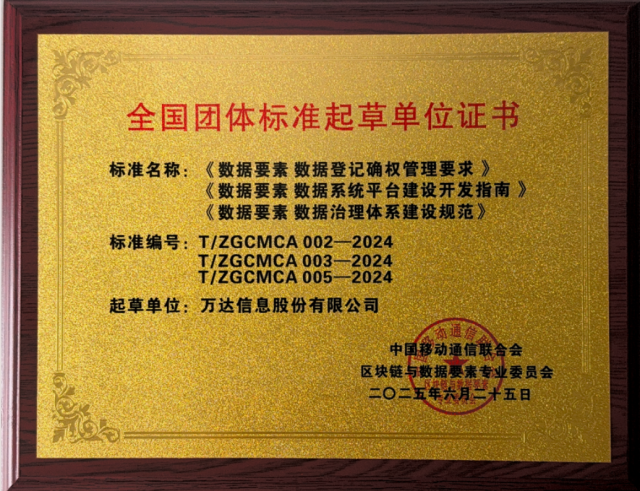 全国团体标准起草单位证书
标准名称：《数据要素 数据登记确权管理要求 》
《数据要素 数据系统平台建设开发指南 》
《数据要素 数据治理体系建设规范》
标准编号：T/ZGCMCA 002—2024
T/ZGCMCA 003—2024
T/ZGCMCA 005—2024
起草单位：万达信息股份有限公司
中国移动通信联合会
区块链与数据要素专业委员会
二〇二五年六月二十五日